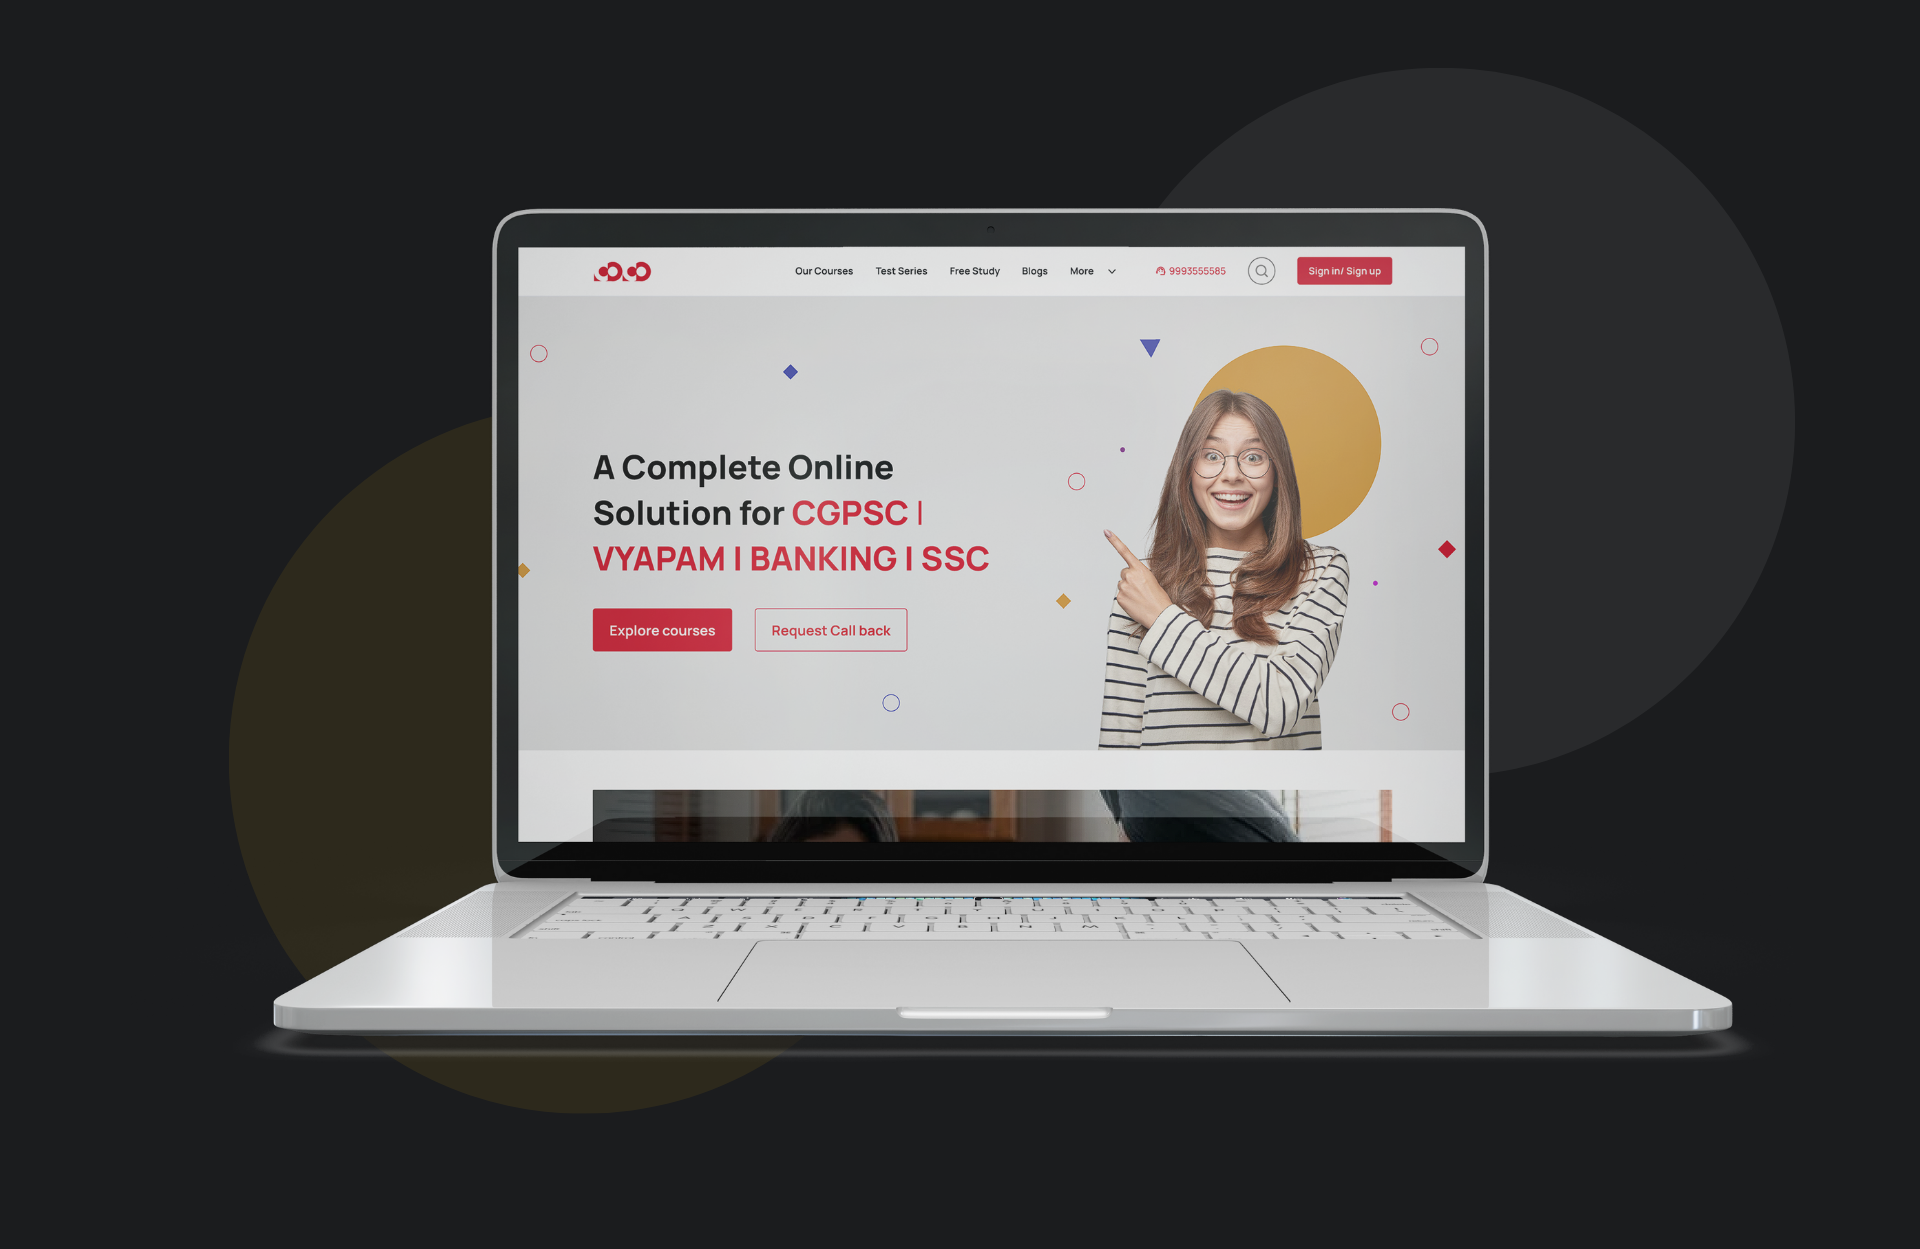 Our Courses
Test Series
Free Study
Blogs
More
9993555585
Sign in/ Sign up
A Complete Online
Solution for CGPSC |
VYAPAM | BANKING | SSC
Explore courses
Request Call back